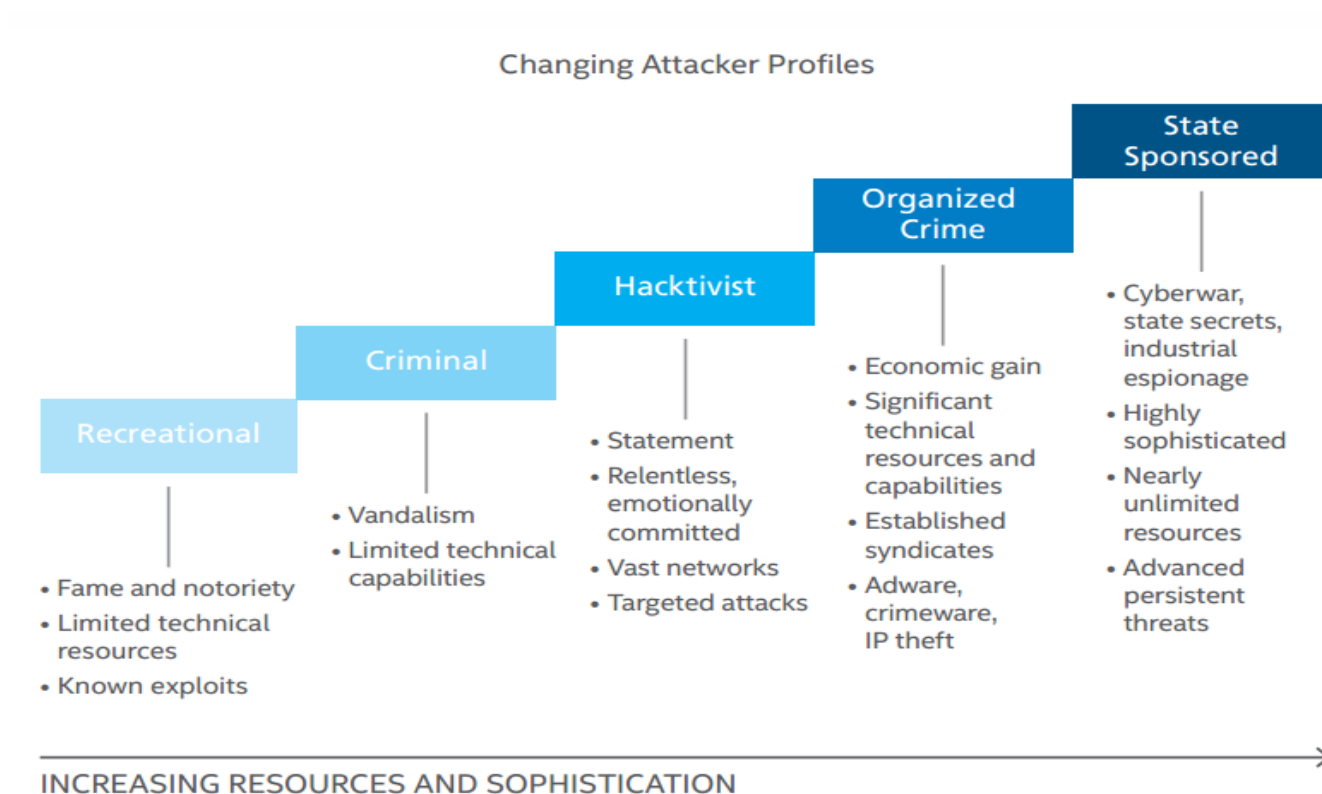 Changing Attacker Profiles
State
Sponsored
Organized
Crime
Hacktivist
Criminal
Recreational
• Fame and notoriety
• Limited technical
resources
• Known exploits
• Vandalism
• Limited technical
capabilities
• Statement
• Relentless,
emotionally
committed
• Vast networks
• Targeted attacks
• Economic gain
• Significant
technical
resources and
capabilities
• Established
syndicates
• Adware,
crimeware,
IP theft
• Cyberwar,
state secrets,
industrial
espionage
• Highly
sophisticated
• Nearly
unlimited
resources
• Advanced
persistent
threats
INCREASING RESOURCES AND SOPHISTICATION